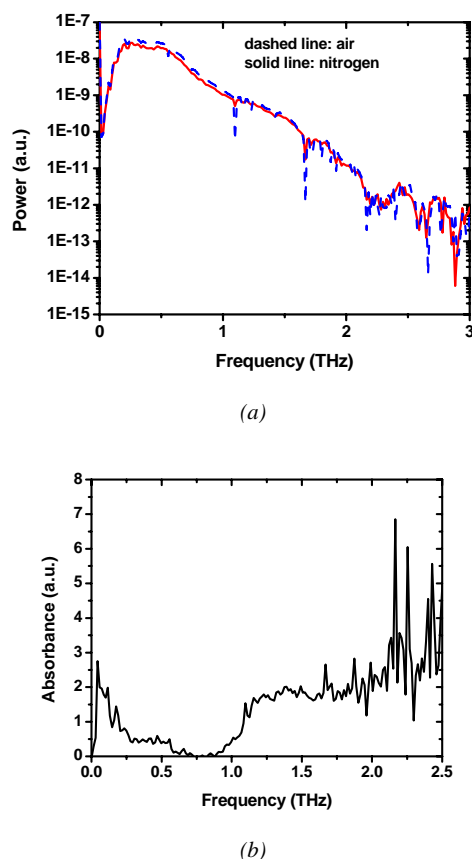 1E-7
1E-8
1E-9
1E-10
1E-11
1E-12
1E-13
1E-14
1E-15
Power (a.u.)
dashed line: air
solid line: nitrogen
0 1 2 3
Frequency (THz)
(a)
8
7
6
5
4
3
2
1
0
Absorbance (a.u.)
0.0 0.5 1.0 1.5 2.0 2.5
Frequency (THz)
(b)